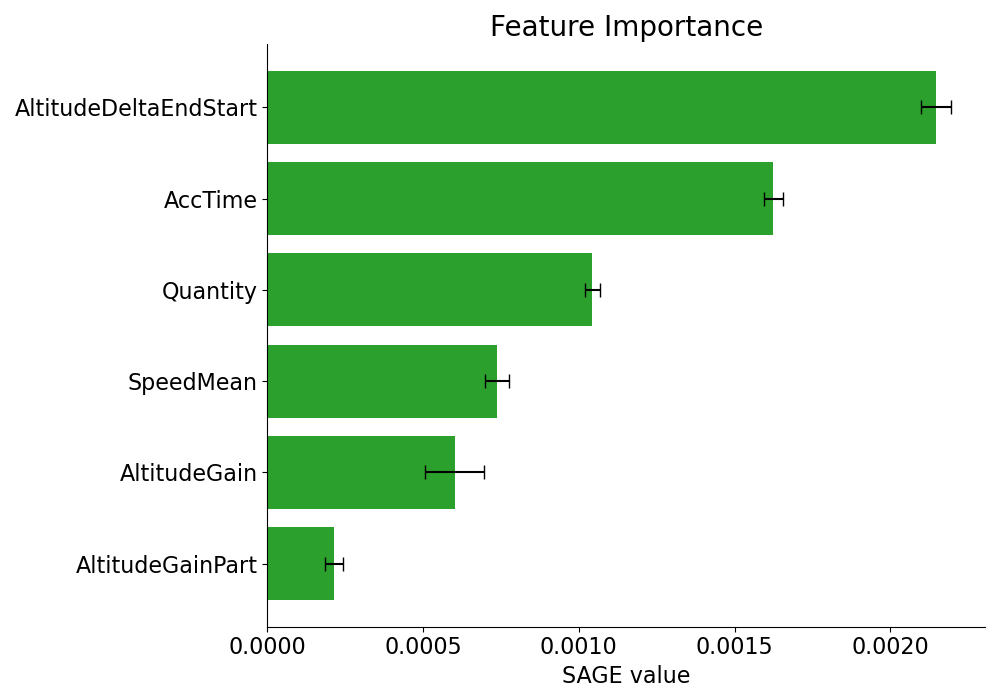 Feature Importance
AltitudeDeltaEndStart
AccTime
Quantity
SpeedMean
AltitudeGain
AltitudeGainPart
0.0000 0.0005 0.0010 0.0015 0.0020
SAGE value